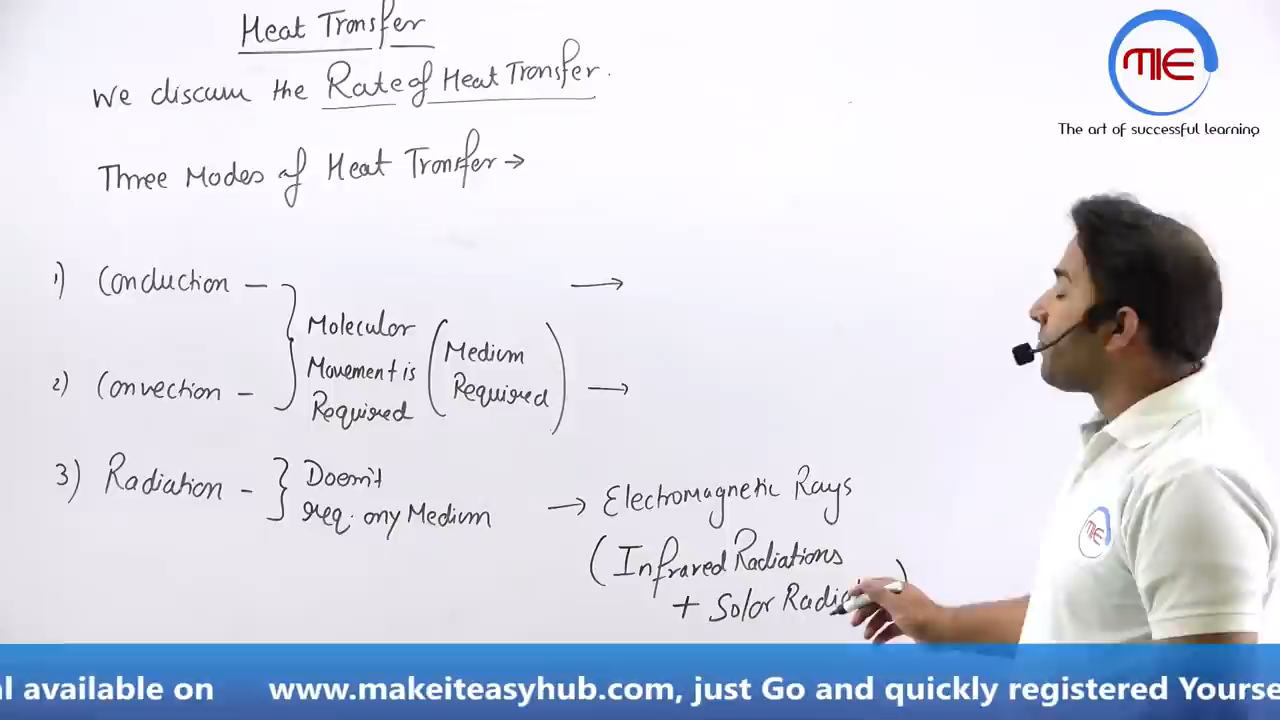 Heat Transfer
We discuss the Rate of Heat Transfer.
Three Modes of Heat Transfer →
1) Conduction -
Molecular
Movement is
Required
(Medium
Required)
→
2) Convection -
→
3) Radiation -
Doesn't
req. any Medium
→ Electromagnetic Rays
(Infrared Radiations
+ Solar Radia )
MIE
The art of successful learning
MIE
al available on www.makeiteasyhub.com, just Go and quickly registered Yourse